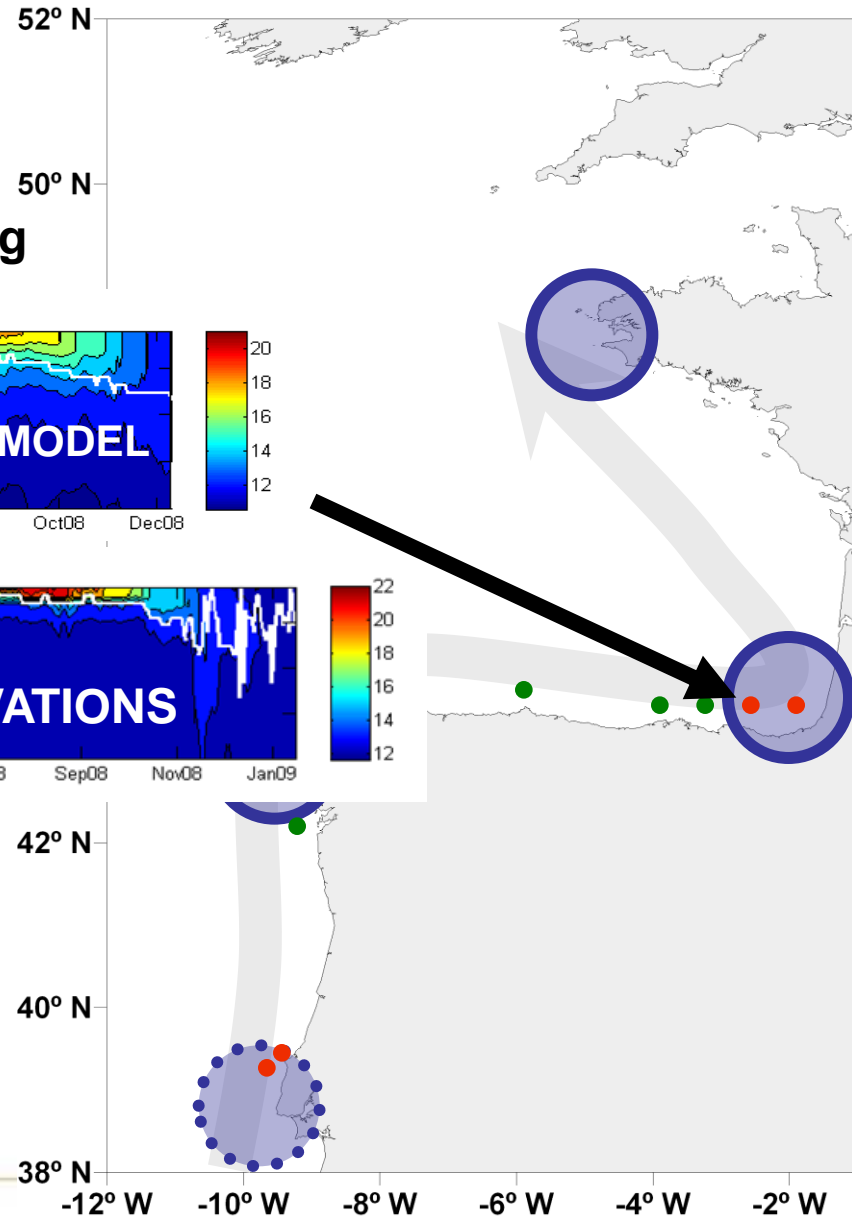 52º N
50º N
g
20
18
16
14
12
MODEL
Oct08 Dec08
22
20
18
16
14
12
VATIONS
8 Sep08 Nov08 Jan09
42º N
40º N
38º N
-12º W -10º W -8º W -6º W -4º W -2º W